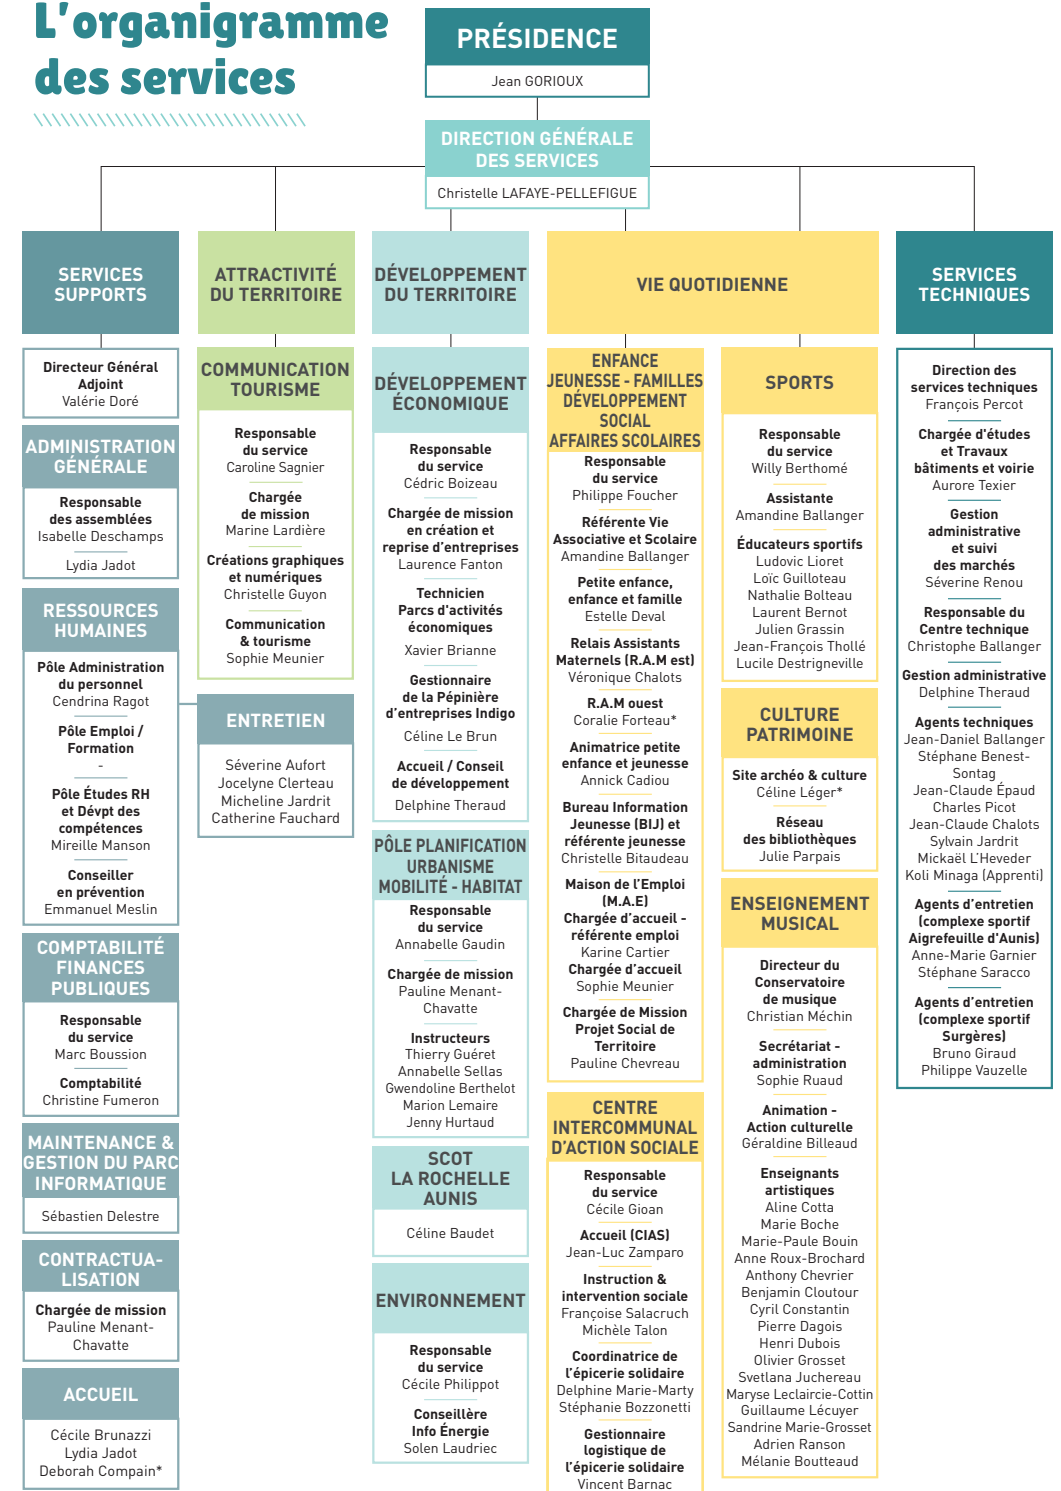 L'organigramme
des services
PRÉSIDENCE
Jean GORIOUX
DIRECTION GÉNÉRALE
DES SERVICES
Christelle LAFAYE-PELLEFIGUE
SERVICES
SUPPORTS
Directeur Général
Adjoint
Valérie Doré
ADMINISTRATION
GÉNÉRALE
Responsable
des assemblées
Isabelle Deschamps
Lydia Jadot
RESSOURCES
HUMAINES
Pôle Administration
du personnel
Cendrina Ragot
Pôle Emploi /
Formation
-
Pôle Études RH
et Dévpt des
compétences
Mireille Manson
Conseiller
en prévention
Emmanuel Meslin
COMPTABILITÉ
FINANCES
PUBLIQUES
Responsable
du service
Marc Boussion
Comptabilité
Christine Fumeron
MAINTENANCE &
GESTION DU PARC
INFORMATIQUE
Sébastien Delestre
CONTRACTUA-
LISATION
Chargée de mission
Pauline Menant-
Chavatte
ACCUEIL
Cécile Brunazzi
Lydia Jadot
Deborah Compain*
ATTRACTIVITÉ
DU TERRITOIRE
COMMUNICATION
TOURISME
Responsable
du service
Caroline Sagnier
Chargée
de mission
Marine Lardière
Créations graphiques
et numériques
Christelle Guyon
Communication
& tourisme
Sophie Meunier
ENTRETIEN
Séverine Aufort
Jocelyne Clerteau
Micheline Jardrit
Catherine Fauchard
DÉVELOPPEMENT
DU TERRITOIRE
DÉVELOPPEMENT
ÉCONOMIQUE
Responsable
du service
Cédric Boizeau
Chargée de mission
en création et
reprise d'entreprises
Laurence Fanton
Technicien
Parcs d'activités
économiques
Xavier Brianne
Gestionnaire
de la Pépinière
d'entreprises Indigo
Céline Le Brun
Accueil / Conseil
de développement
Delphine Theraud
PÔLE PLANIFICATION
URBANISME
MOBILITÉ - HABITAT
Responsable
du service
Annabelle Gaudin
Chargée de mission
Pauline Menant-
Chavatte
Instructeurs
Thierry Guéret
Annabelle Sellas
Gwendoline Berthelot
Marion Lemaire
Jenny Hurtaud
SCOT
LA ROCHELLE
AUNIS
Céline Baudet
ENVIRONNEMENT
Responsable
du service
Cécile Philippot
Conseillère
Info Énergie
Solen Laudriec
VIE QUOTIDIENNE
ENFANCE
JEUNESSE - FAMILLES
DÉVELOPPEMENT
SOCIAL
AFFAIRES SCOLAIRES
Responsable
du service
Philippe Foucher
Référente Vie
Associative et Scolaire
Amandine Ballanger
Petite enfance,
enfance et famille
Estelle Deval
Relais Assistants
Maternels (R.A.M est)
Véronique Chalots
R.A.M ouest
Coralie Forteau*
Animatrice petite
enfance et jeunesse
Annick Cadiou
Bureau Information
Jeunesse (BIJ) et
référente jeunesse
Christelle Bitaudeau
Maison de l'Emploi
(M.A.E)
Chargée d'accueil -
référente emploi
Karine Cartier
Chargée d'accueil
Sophie Meunier
Chargée de Mission
Projet Social de
Territoire
Pauline Chevreau
CENTRE
INTERCOMMUNAL
D'ACTION SOCIALE
Responsable
du service
Cécile Gioan
Accueil (CIAS)
Jean-Luc Zamparo
Instruction &
intervention sociale
Françoise Salacruch
Michèle Talon
Coordinatrice de
l'épicerie solidaire
Delphine Marie-Marty
Stéphanie Bozzonetti
Gestionnaire
logistique de
l'épicerie solidaire
Vincent Barnac
SPORTS
Responsable
du service
Willy Berthomé
Assistante
Amandine Ballanger
Éducateurs sportifs
Ludovic Lioret
Loïc Guilloteau
Nathalie Bolteau
Laurent Bernot
Julien Grassin
Jean-François Thollé
Lucile Destrigneville
CULTURE
PATRIMOINE
Site archéo & culture
Céline Léger*
Réseau
des bibliothèques
Julie Parpais
ENSEIGNEMENT
MUSICAL
Directeur du
Conservatoire
de musique
Christian Méchin
Secrétariat -
administration
Sophie Ruaud
Animation -
Action culturelle
Géraldine Billeaud
Enseignants
artistiques
Aline Cotta
Marie Boche
Marie-Paule Bouin
Anne Roux-Brochard
Anthony Chevrier
Benjamin Cloutour
Cyril Constantin
Pierre Dagois
Henri Dubois
Olivier Grosset
Svetlana Juchereau
Maryse Leclaircie-Cottin
Guillaume Lécuyer
Sandrine Marie-Grosset
Adrien Ranson
Mélanie Boutteaud
SERVICES
TECHNIQUES
Direction des
services techniques
François Percot
Chargée d'études
et Travaux
bâtiments et voirie
Aurore Texier
Gestion
administrative
et suivi
des marchés
Séverine Renou
Responsable du
Centre technique
Christophe Ballanger
Gestion administrative
Delphine Theraud
Agents techniques
Jean-Daniel Ballanger
Stéphane Benest-
Sontag
Jean-Claude Épaud
Charles Picot
Jean-Claude Chalots
Sylvain Jardrit
Mickaël L'Heveder
Koli Minaga (Apprenti)
Agents d'entretien
(complexe sportif
Aigrefeuille d'Aunis)
Anne-Marie Garnier
Stéphane Saracco
Agents d'entretien
(complexe sportif
Surgères)
Bruno Giraud
Philippe Vauzelle